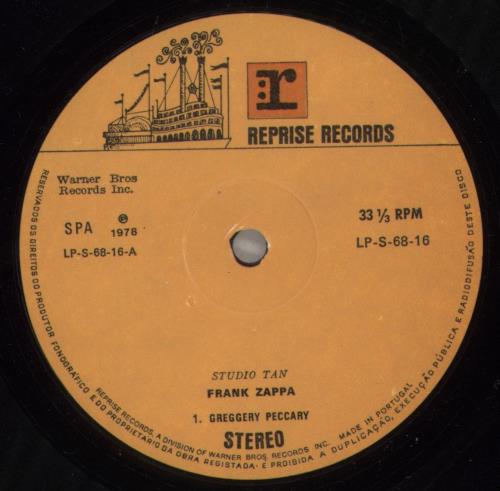 r
REPRISE RECORDS
Warner Bros
Records Inc.
SPA
℗
1978
LP-S-68-16-A
33 1/3 RPM
LP-S-68-16
STUDIO TAN
FRANK ZAPPA
1. GREGGERY PECCARY
STEREO
MADE IN PORTUGAL
REPRISE RECORDS, A DIVISION OF WARNER BROS. RECORDS INC.
RESERVADOS OS DIREITOS DO PRODUTOR FONOGRÁFICO E DO PROPRIETÁRIO DA OBRA REGISTADA - É PROIBIDA A DUPLICAÇÃO, EXECUÇÃO PÚBLICA E RADIODIFUSÃO DESTE DISCO